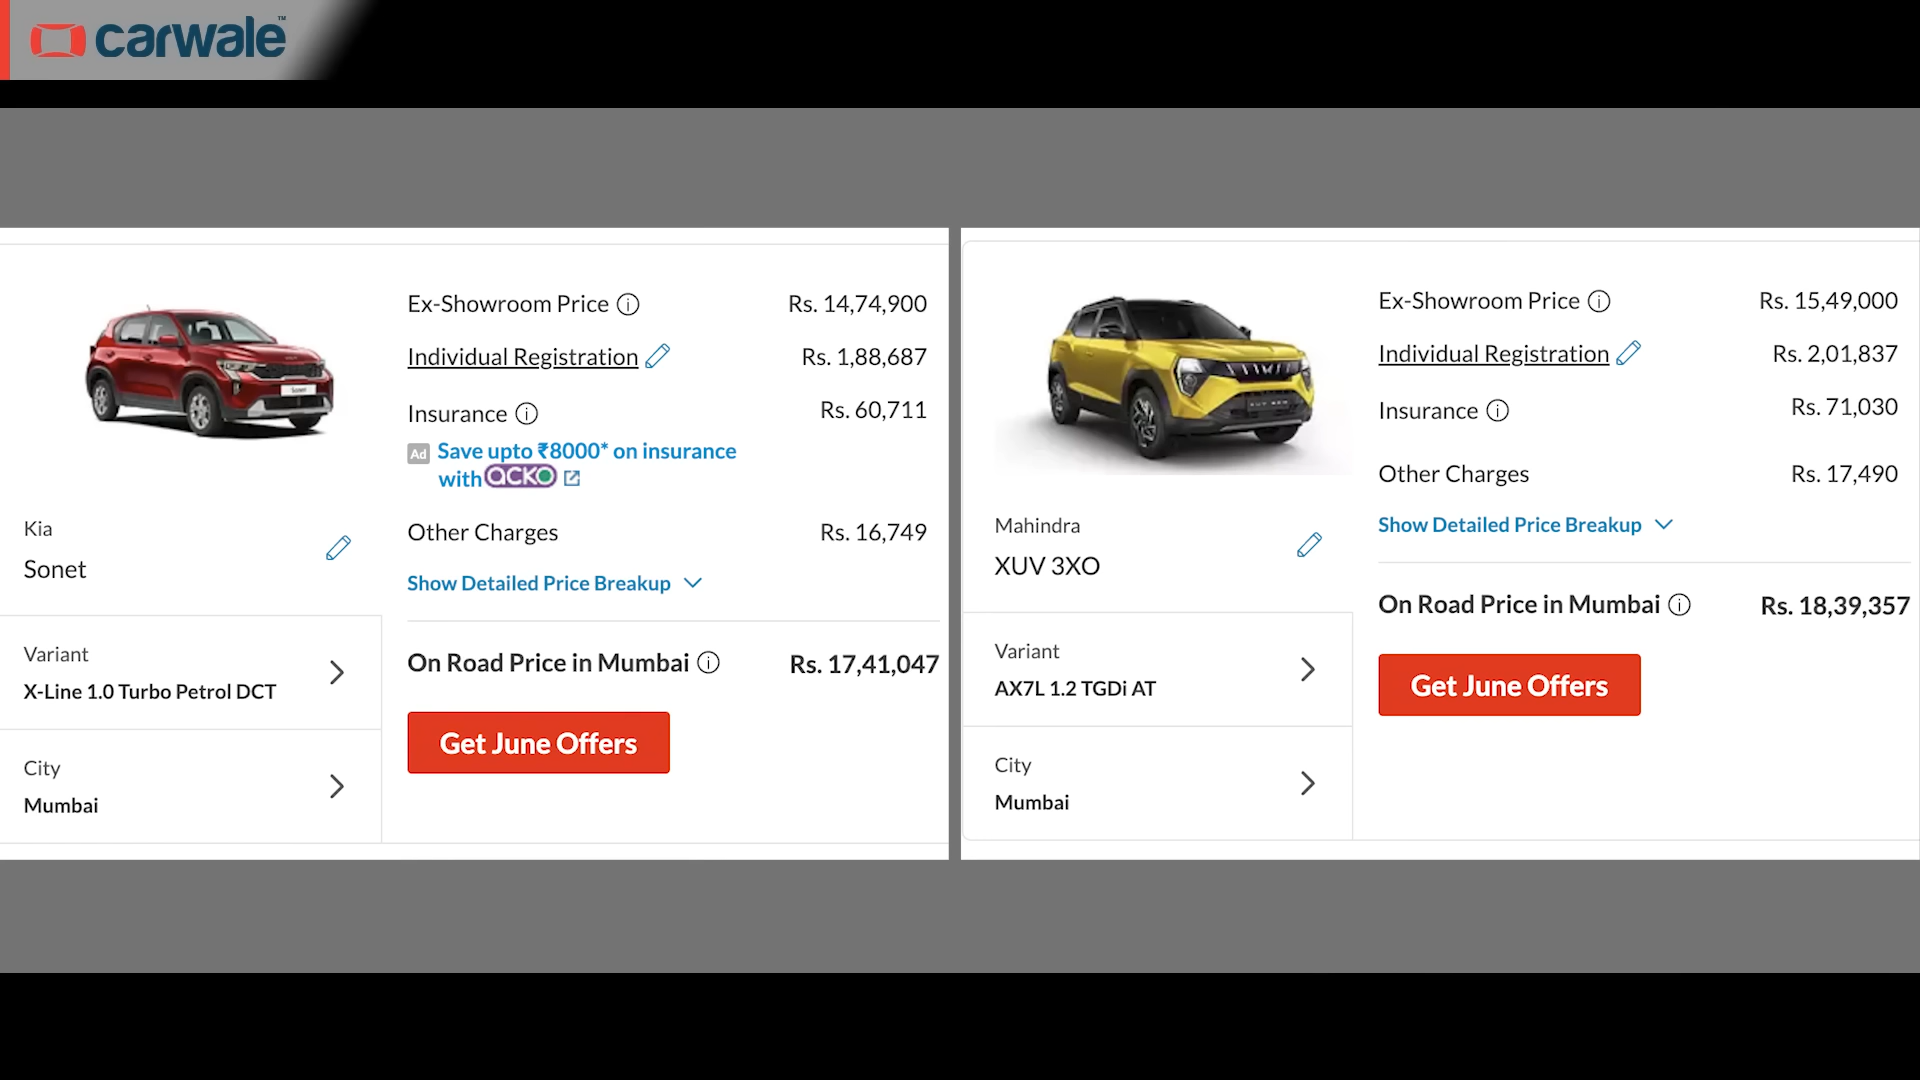 carwale™
Ex-Showroom Price Rs. 14,74,900
Individual Registration Rs. 1,88,687
Insurance Rs. 60,711
Ad Save upto ₹8000* on insurance
with acko
Other Charges Rs. 16,749
Show Detailed Price Breakup
On Road Price in Mumbai Rs. 17,41,047
Get June Offers
Kia
Sonet
Variant
X-Line 1.0 Turbo Petrol DCT
City
Mumbai
Ex-Showroom Price Rs. 15,49,000
Individual Registration Rs. 2,01,837
Insurance Rs. 71,030
Other Charges Rs. 17,490
Show Detailed Price Breakup
On Road Price in Mumbai Rs. 18,39,357
Get June Offers
Mahindra
XUV 3XO
Variant
AX7L 1.2 TGDi AT
City
Mumbai